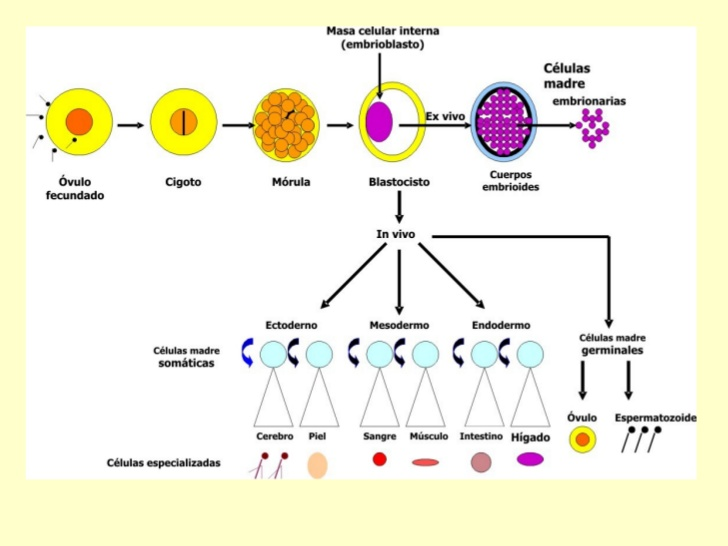 Masa celular interna
(embrioblasto)
Células
madre
embrionarias
Ex vivo
Óvulo
fecundado
Cigoto
Mórula
Blastocisto
Cuerpos
embrioides
In vivo
Ectoderno
Mesodermo
Endodermo
Células madre
germinales
Células madre
somáticas
Óvulo
Espermatozoide
Cerebro
Piel
Sangre
Músculo
Intestino
Hígado
Células especializadas